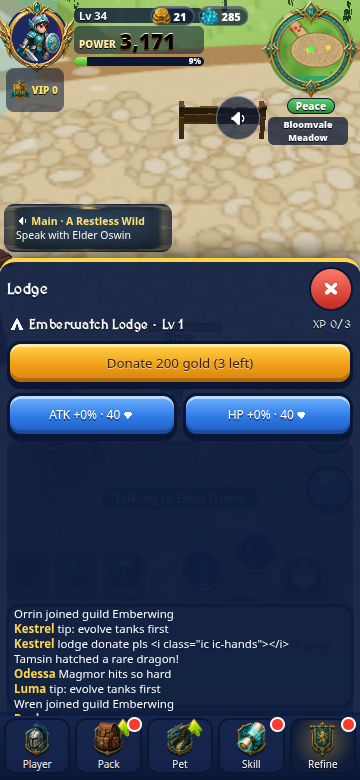 Lv 34
21
285
POWER 3,171
9%
VIP 0
Peace
Bloomvale
Meadow
Main · A Restless Wild
Speak with Elder Oswin
Lodge
Emberwatch Lodge · Lv 1
XP 0/3
Donate 200 gold (3 left)
ATK +0% · 40
HP +0% · 40
Talking to Elder Oswin
Orrin joined guild Emberwing
Kestrel tip: evolve tanks first
Kestrel lodge donate pls <i class="ic ic-hands"></i>
Tamsin hatched a rare dragon!
Odessa Magmor hits so hard
Luma tip: evolve tanks first
Wren joined guild Emberwing
Player
Pack
Pet
Skill
Refine